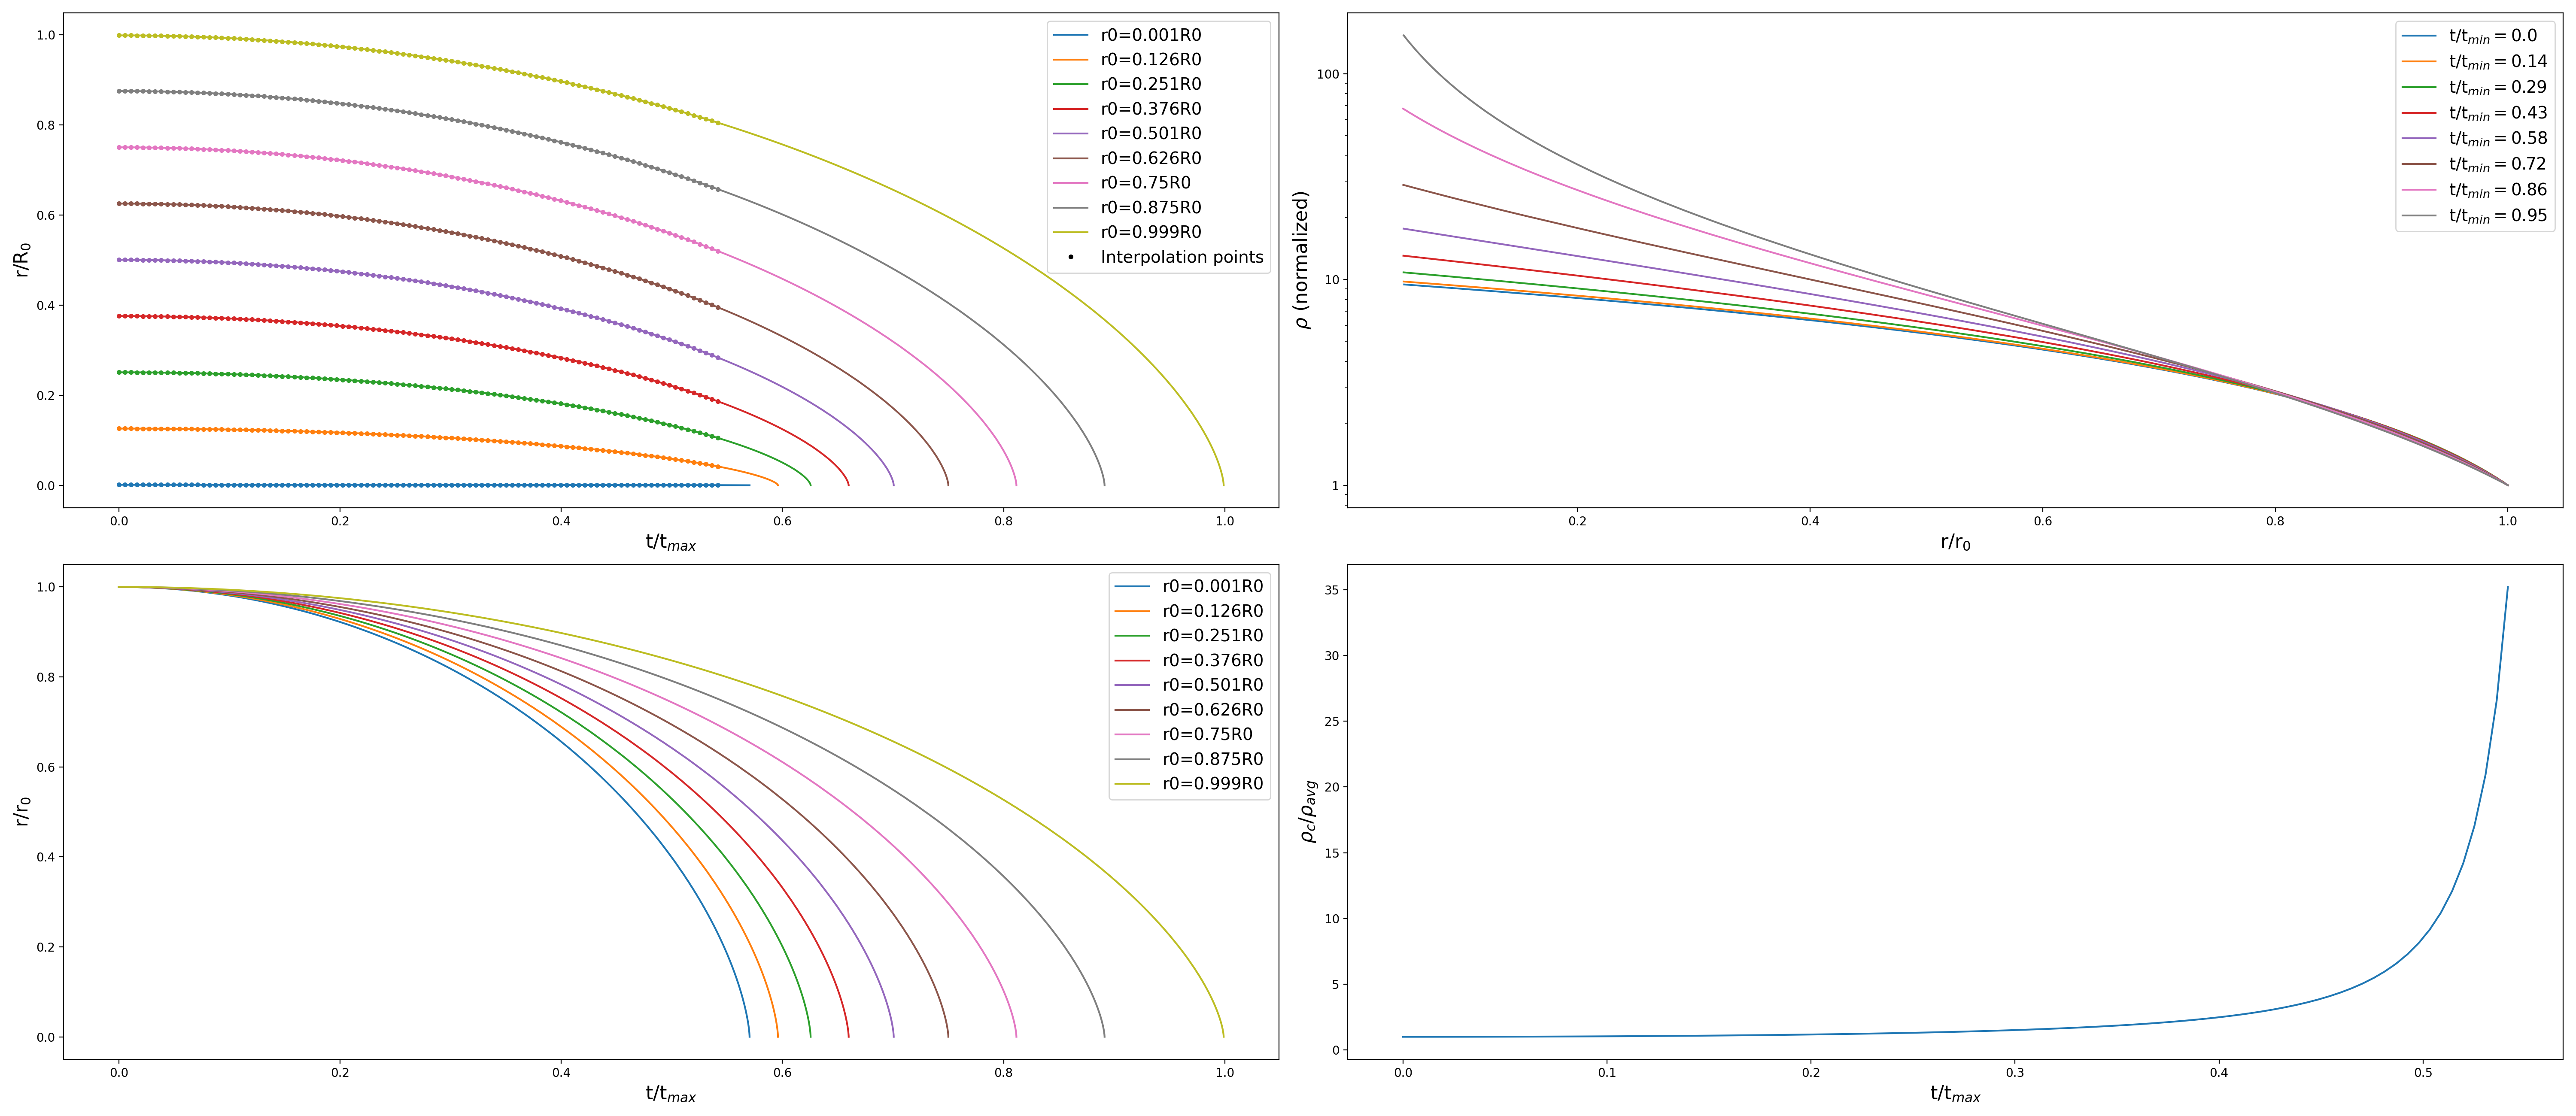 1.0
0.8
0.6
0.4
0.2
0.0
r/R₀
0.0 0.2 0.4 0.6 0.8 1.0
t/tₘₐₓ
r0=0.001R0
r0=0.126R0
r0=0.251R0
r0=0.376R0
r0=0.501R0
r0=0.626R0
r0=0.75R0
r0=0.875R0
r0=0.999R0
Interpolation points
100
10
1
ρ (normalized)
0.2 0.4 0.6 0.8 1.0
r/r₀
t/tₘᵢₙ = 0.0
t/tₘᵢₙ = 0.14
t/tₘᵢₙ = 0.29
t/tₘᵢₙ = 0.43
t/tₘᵢₙ = 0.58
t/tₘᵢₙ = 0.72
t/tₘᵢₙ = 0.86
t/tₘᵢₙ = 0.95
1.0
0.8
0.6
0.4
0.2
0.0
r/r₀
0.0 0.2 0.4 0.6 0.8 1.0
t/tₘₐₓ
r0=0.001R0
r0=0.126R0
r0=0.251R0
r0=0.376R0
r0=0.501R0
r0=0.626R0
r0=0.75R0
r0=0.875R0
r0=0.999R0
35
30
25
20
15
10
5
0
ρ_c/ρ_avg
0.0 0.1 0.2 0.3 0.4 0.5
t/tₘₐₓ